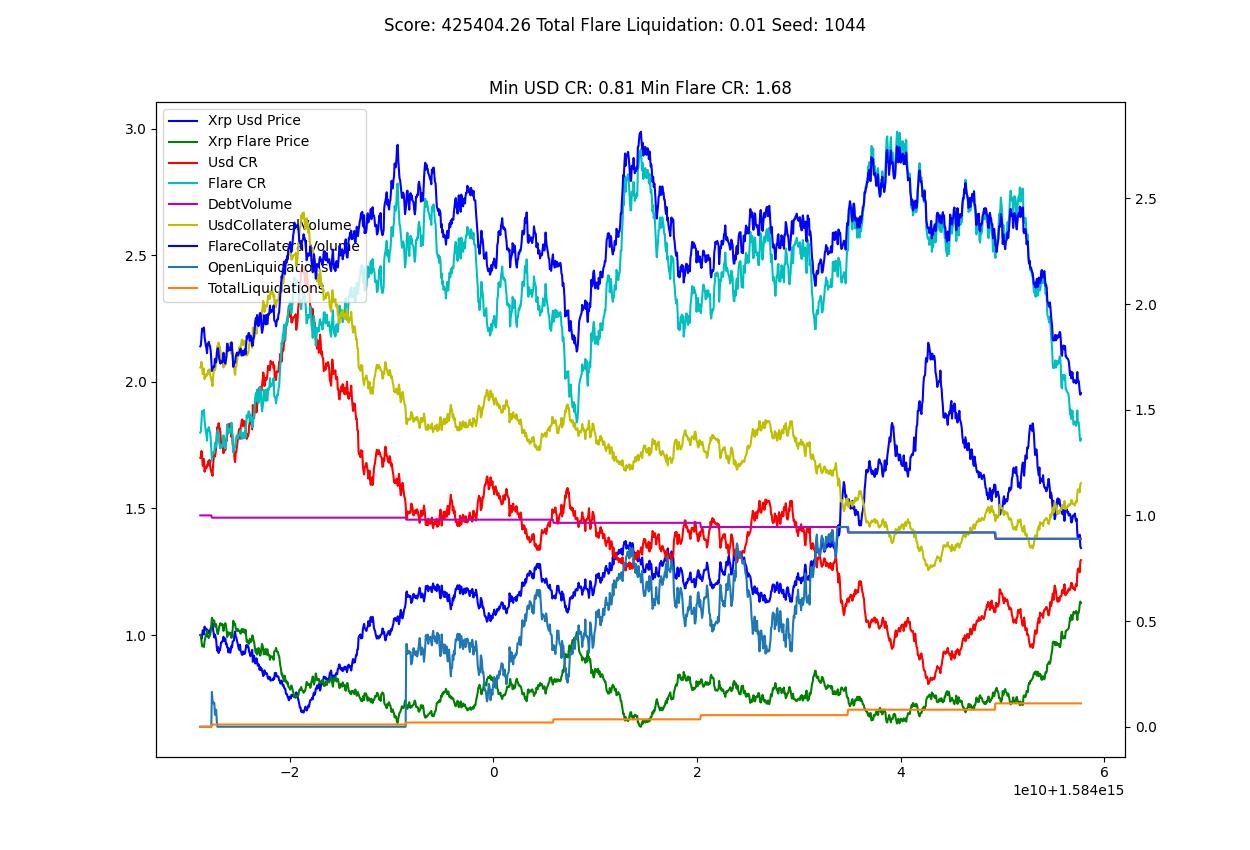 Score: 425404.26 Total Flare Liquidation: 0.01 Seed: 1044
Min USD CR: 0.81 Min Flare CR: 1.68
Xrp Usd Price
Xrp Flare Price
Usd CR
Flare CR
DebtVolume
UsdCollateralVolume
FlareCollateralVolume
OpenLiquidations
TotalLiquidations
3.0
2.5
2.0
1.5
1.0
2.5
2.0
1.5
1.0
0.5
0.0
−2
0
2
4
6
1e10+1.584e15